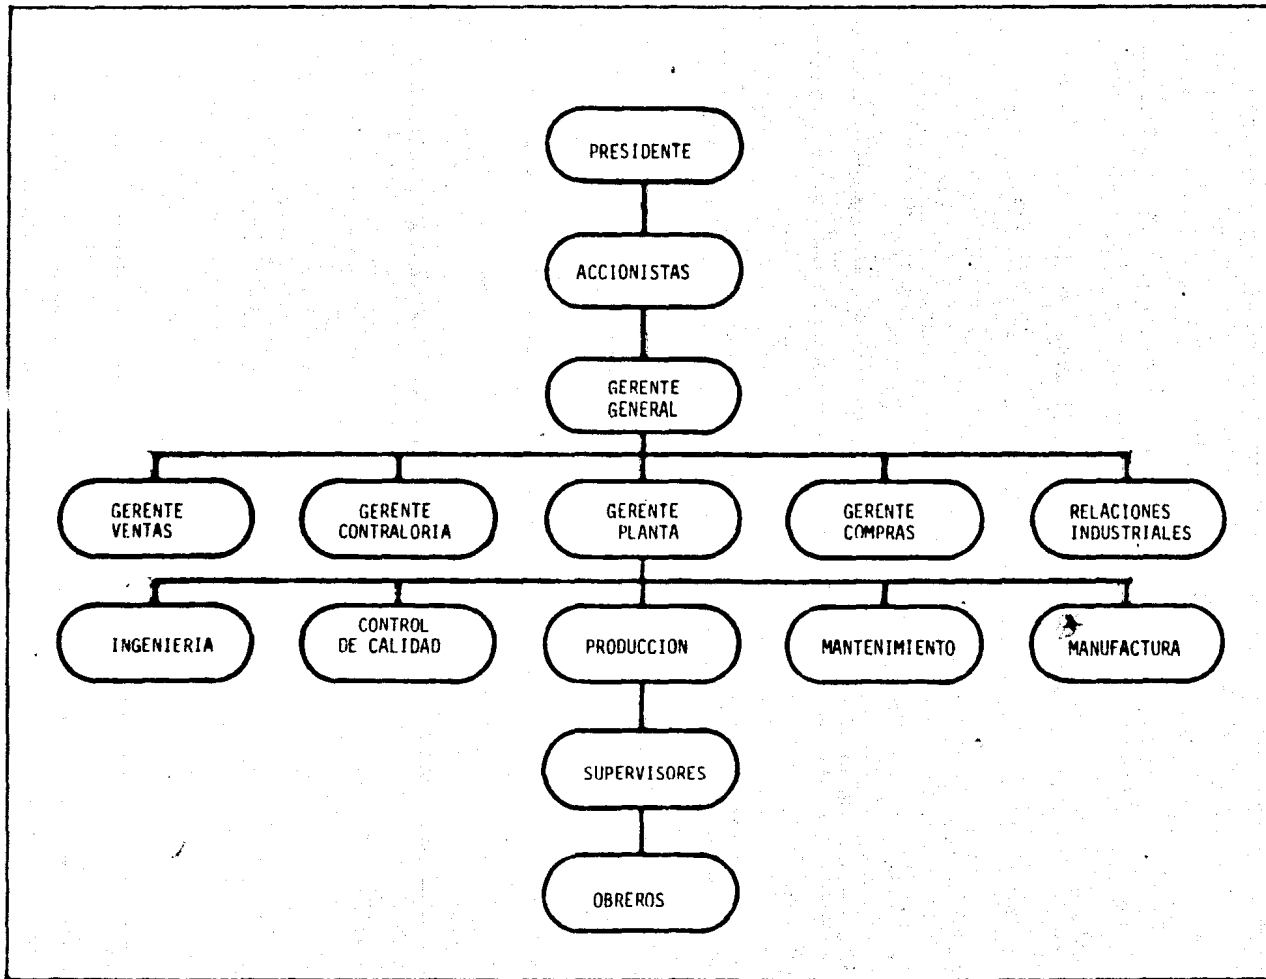 PRESIDENTE
ACCIONISTAS
GERENTE
GENERAL
GERENTE
VENTAS
GERENTE
CONTRALORIA
GERENTE
PLANTA
GERENTE
COMPRAS
RELACIONES
INDUSTRIALES
INGENIERIA
CONTROL
DE CALIDAD
PRODUCCION
MANTENIMIENTO
MANUFACTURA
SUPERVISORES
OBREROS